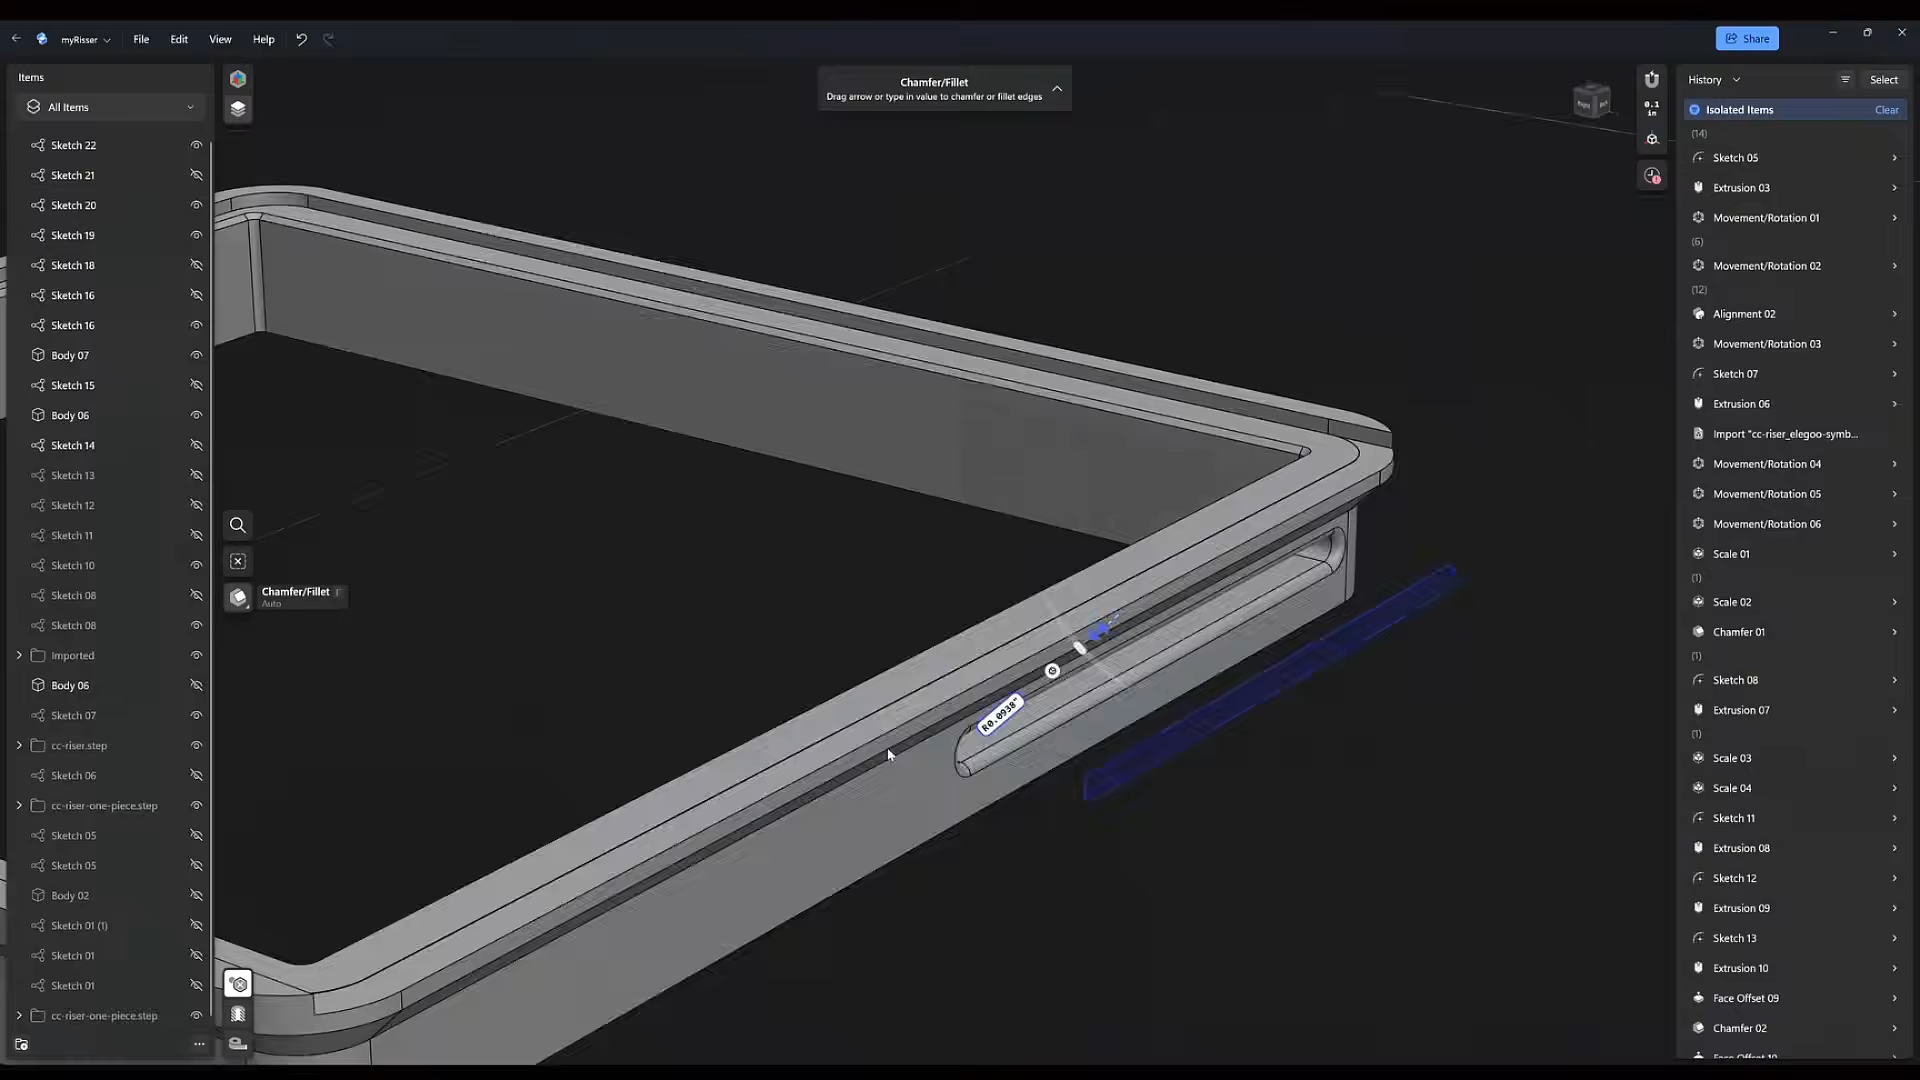 myRisser
File
Edit
View
Help
Share
Items
All Items
Sketch 22
Sketch 21
Sketch 20
Sketch 19
Sketch 18
Sketch 16
Sketch 16
Body 07
Sketch 15
Body 06
Sketch 14
Sketch 13
Sketch 12
Sketch 11
Sketch 10
Sketch 08
Sketch 08
Imported
Body 06
Sketch 07
cc-riser.step
Sketch 06
cc-riser-one-piece.step
Sketch 05
Sketch 05
Body 02
Sketch 01 (1)
Sketch 01
Sketch 01
cc-riser-one-piece.step
Chamfer/Fillet F
Auto
Chamfer/Fillet
Drag arrow or type in value to chamfer or fillet edges
R0.0938"
0.1
in
History
Select
Isolated Items
Clear
(14)
Sketch 05
Extrusion 03
Movement/Rotation 01
(6)
Movement/Rotation 02
(12)
Alignment 02
Movement/Rotation 03
Sketch 07
Extrusion 06
Import "cc-riser_elegoo-symb...
Movement/Rotation 04
Movement/Rotation 05
Movement/Rotation 06
Scale 01
(1)
Scale 02
Chamfer 01
(1)
Sketch 08
Extrusion 07
(1)
Scale 03
Scale 04
Sketch 11
Extrusion 08
Sketch 12
Extrusion 09
Sketch 13
Extrusion 10
Face Offset 09
Chamfer 02
Face Offset 10